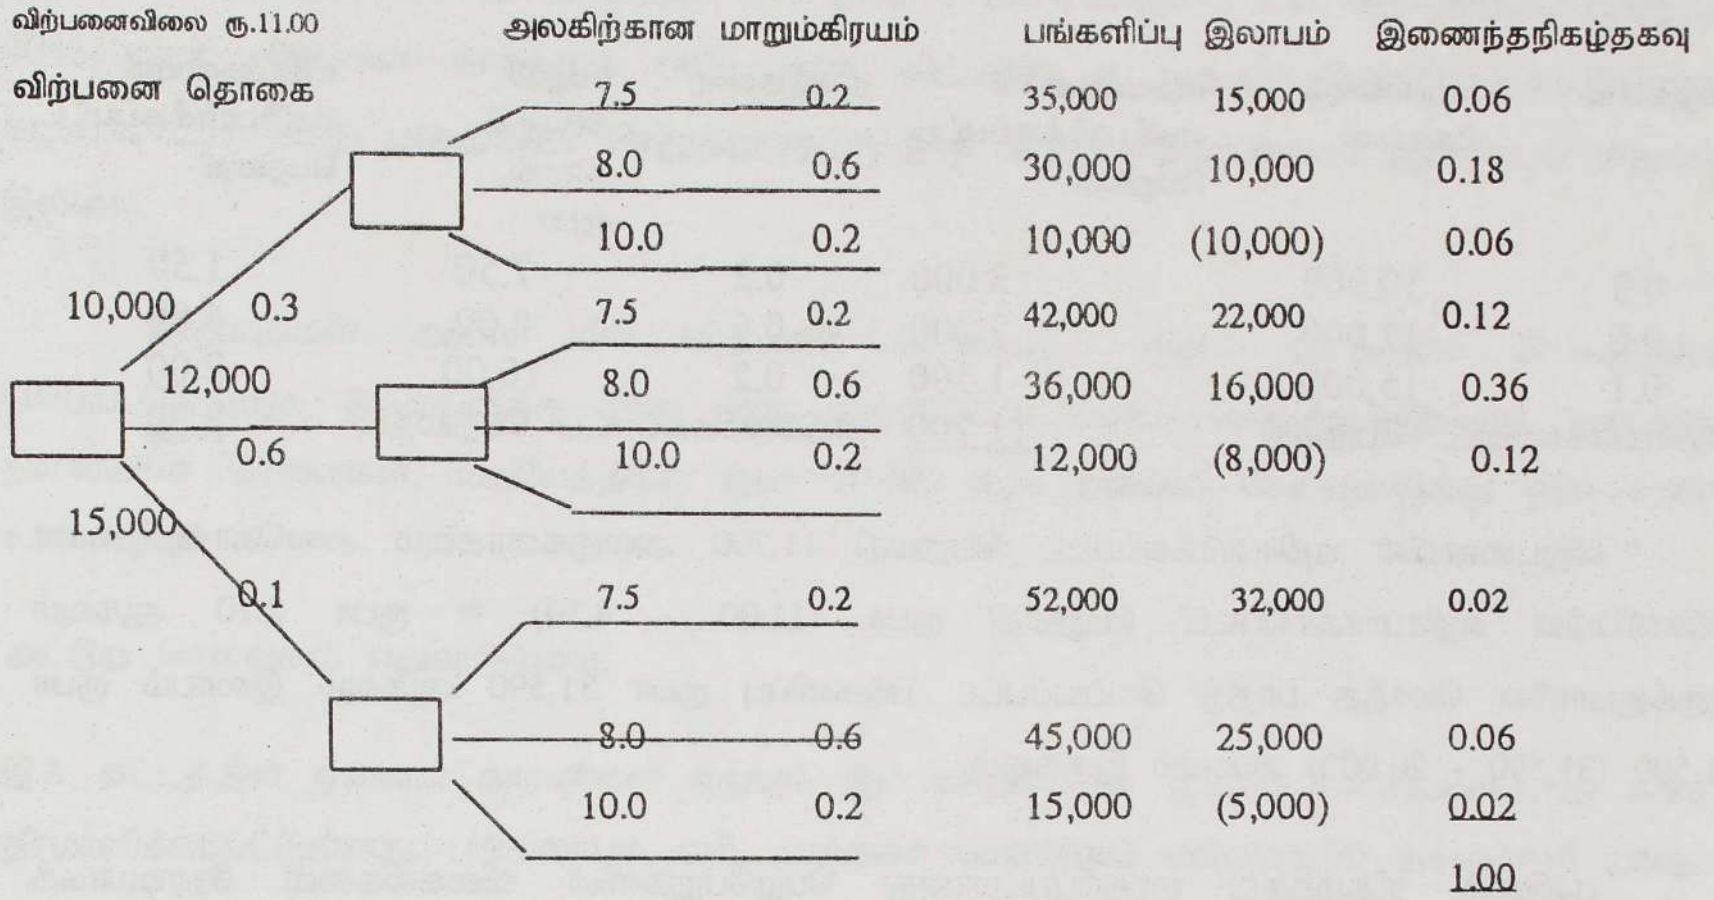 விற்பனைவிலை ரூ.11.00 அலகிற்கான மாறும்கிரயம் பங்களிப்பு இலாபம் இணைந்தநிகழ்தகவு
விற்பனை தொகை 7.5 0.2 35,000 15,000 0.06
8.0 0.6 30,000 10,000 0.18
10.0 0.2 10,000 (10,000) 0.06
10,000 0.3 7.5 0.2 42,000 22,000 0.12
12,000 8.0 0.6 36,000 16,000 0.36
0.6 10.0 0.2 12,000 (8,000) 0.12
15,000
0.1 7.5 0.2 52,000 32,000 0.02
8.0 0.6 45,000 25,000 0.06
10.0 0.2 15,000 (5,000) 0.02
1.00